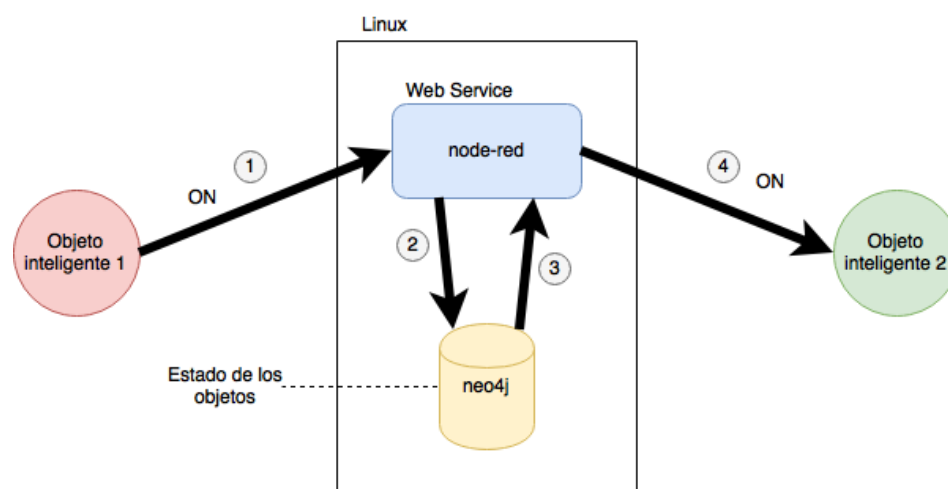 Linux
Web Service
node-red
1
ON
4
ON
2
3
Objeto
inteligente 1
Objeto
inteligente 2
Estado de los
objetos
neo4j